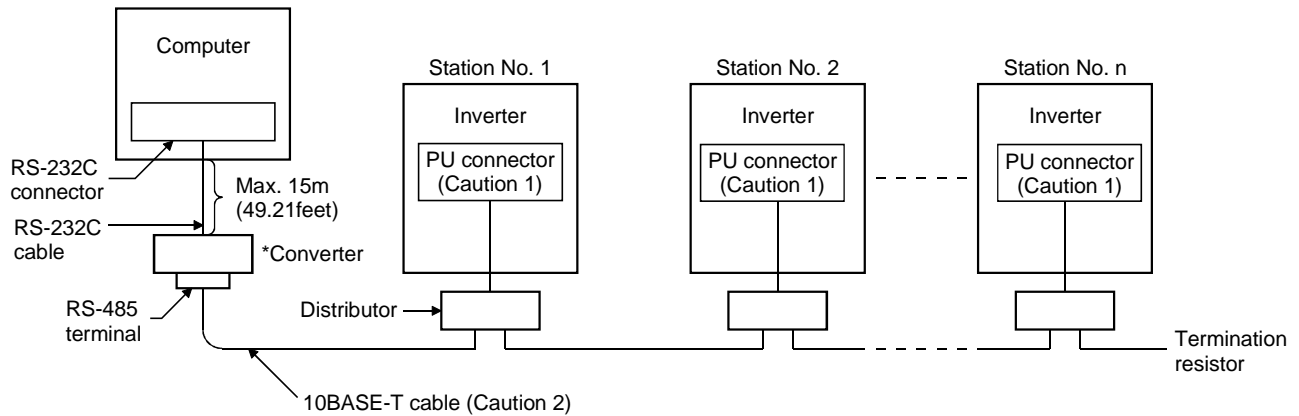 Computer
RS-232C
connector
Max. 15m
(49.21feet)
RS-232C
cable
*Converter
RS-485
terminal
Station No. 1
Inverter
PU connector
(Caution 1)
Station No. 2
Inverter
PU connector
(Caution 1)
Station No. n
Inverter
PU connector
(Caution 1)
Distributor
Termination
resistor
10BASE-T cable (Caution 2)